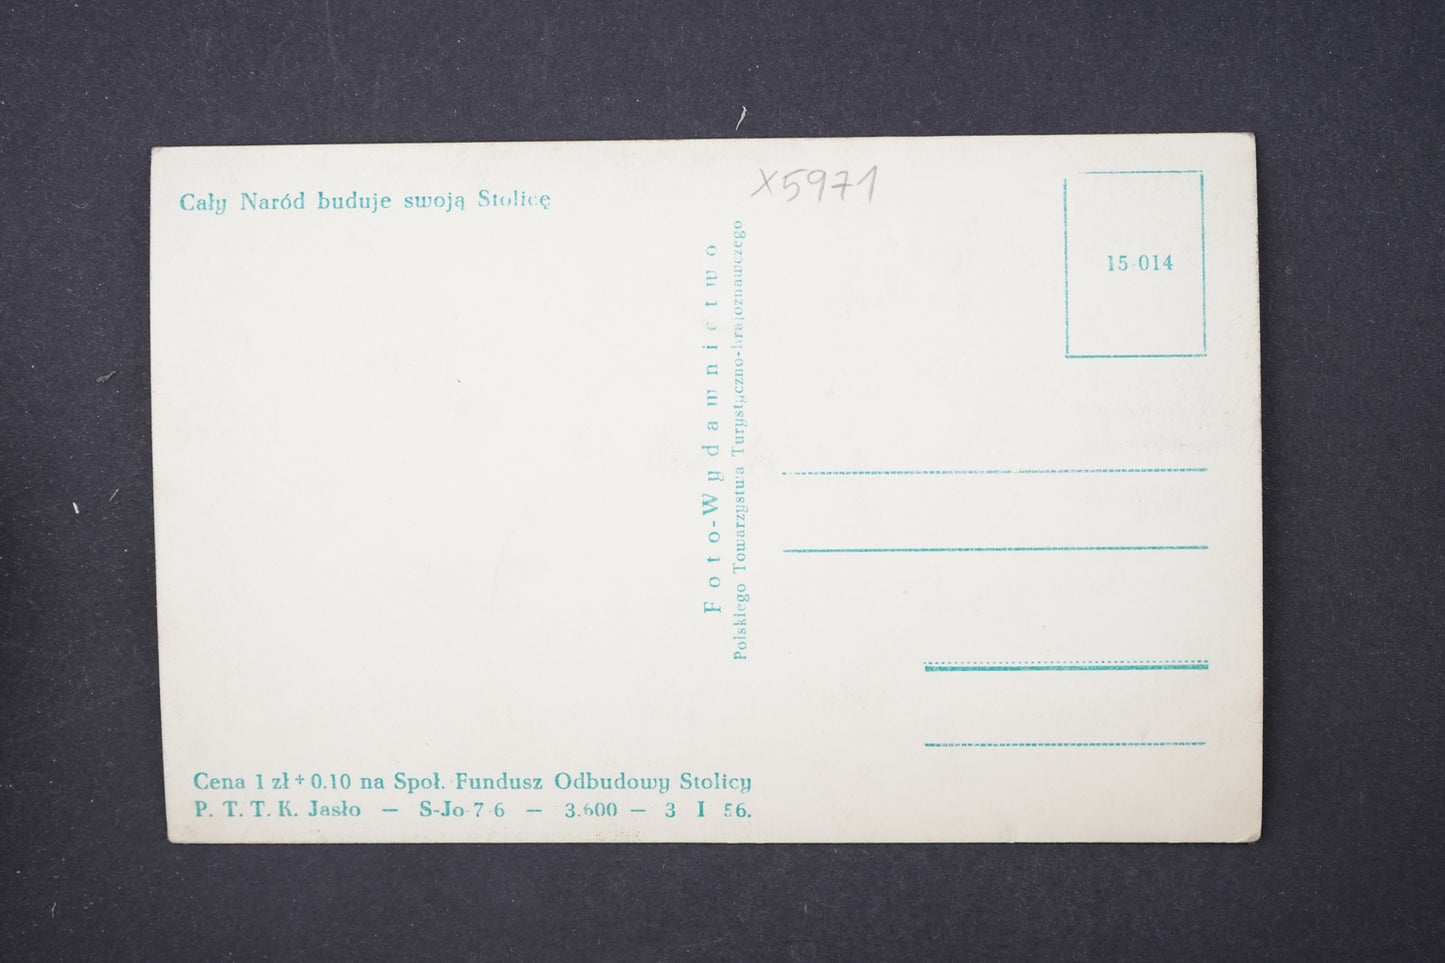 Cały Naród buduje swoją Stolicę
X5971
15-014
Foto-Wydawnictwo
Polskiego Towarzystwa Turystyczno-krajoznawczego
Cena 1 zł + 0.10 na Społ. Fundusz Odbudowy Stolicy
P. T. T. K. Jasło — S-Jo-7-6 — 3.600 — 3 I 56.